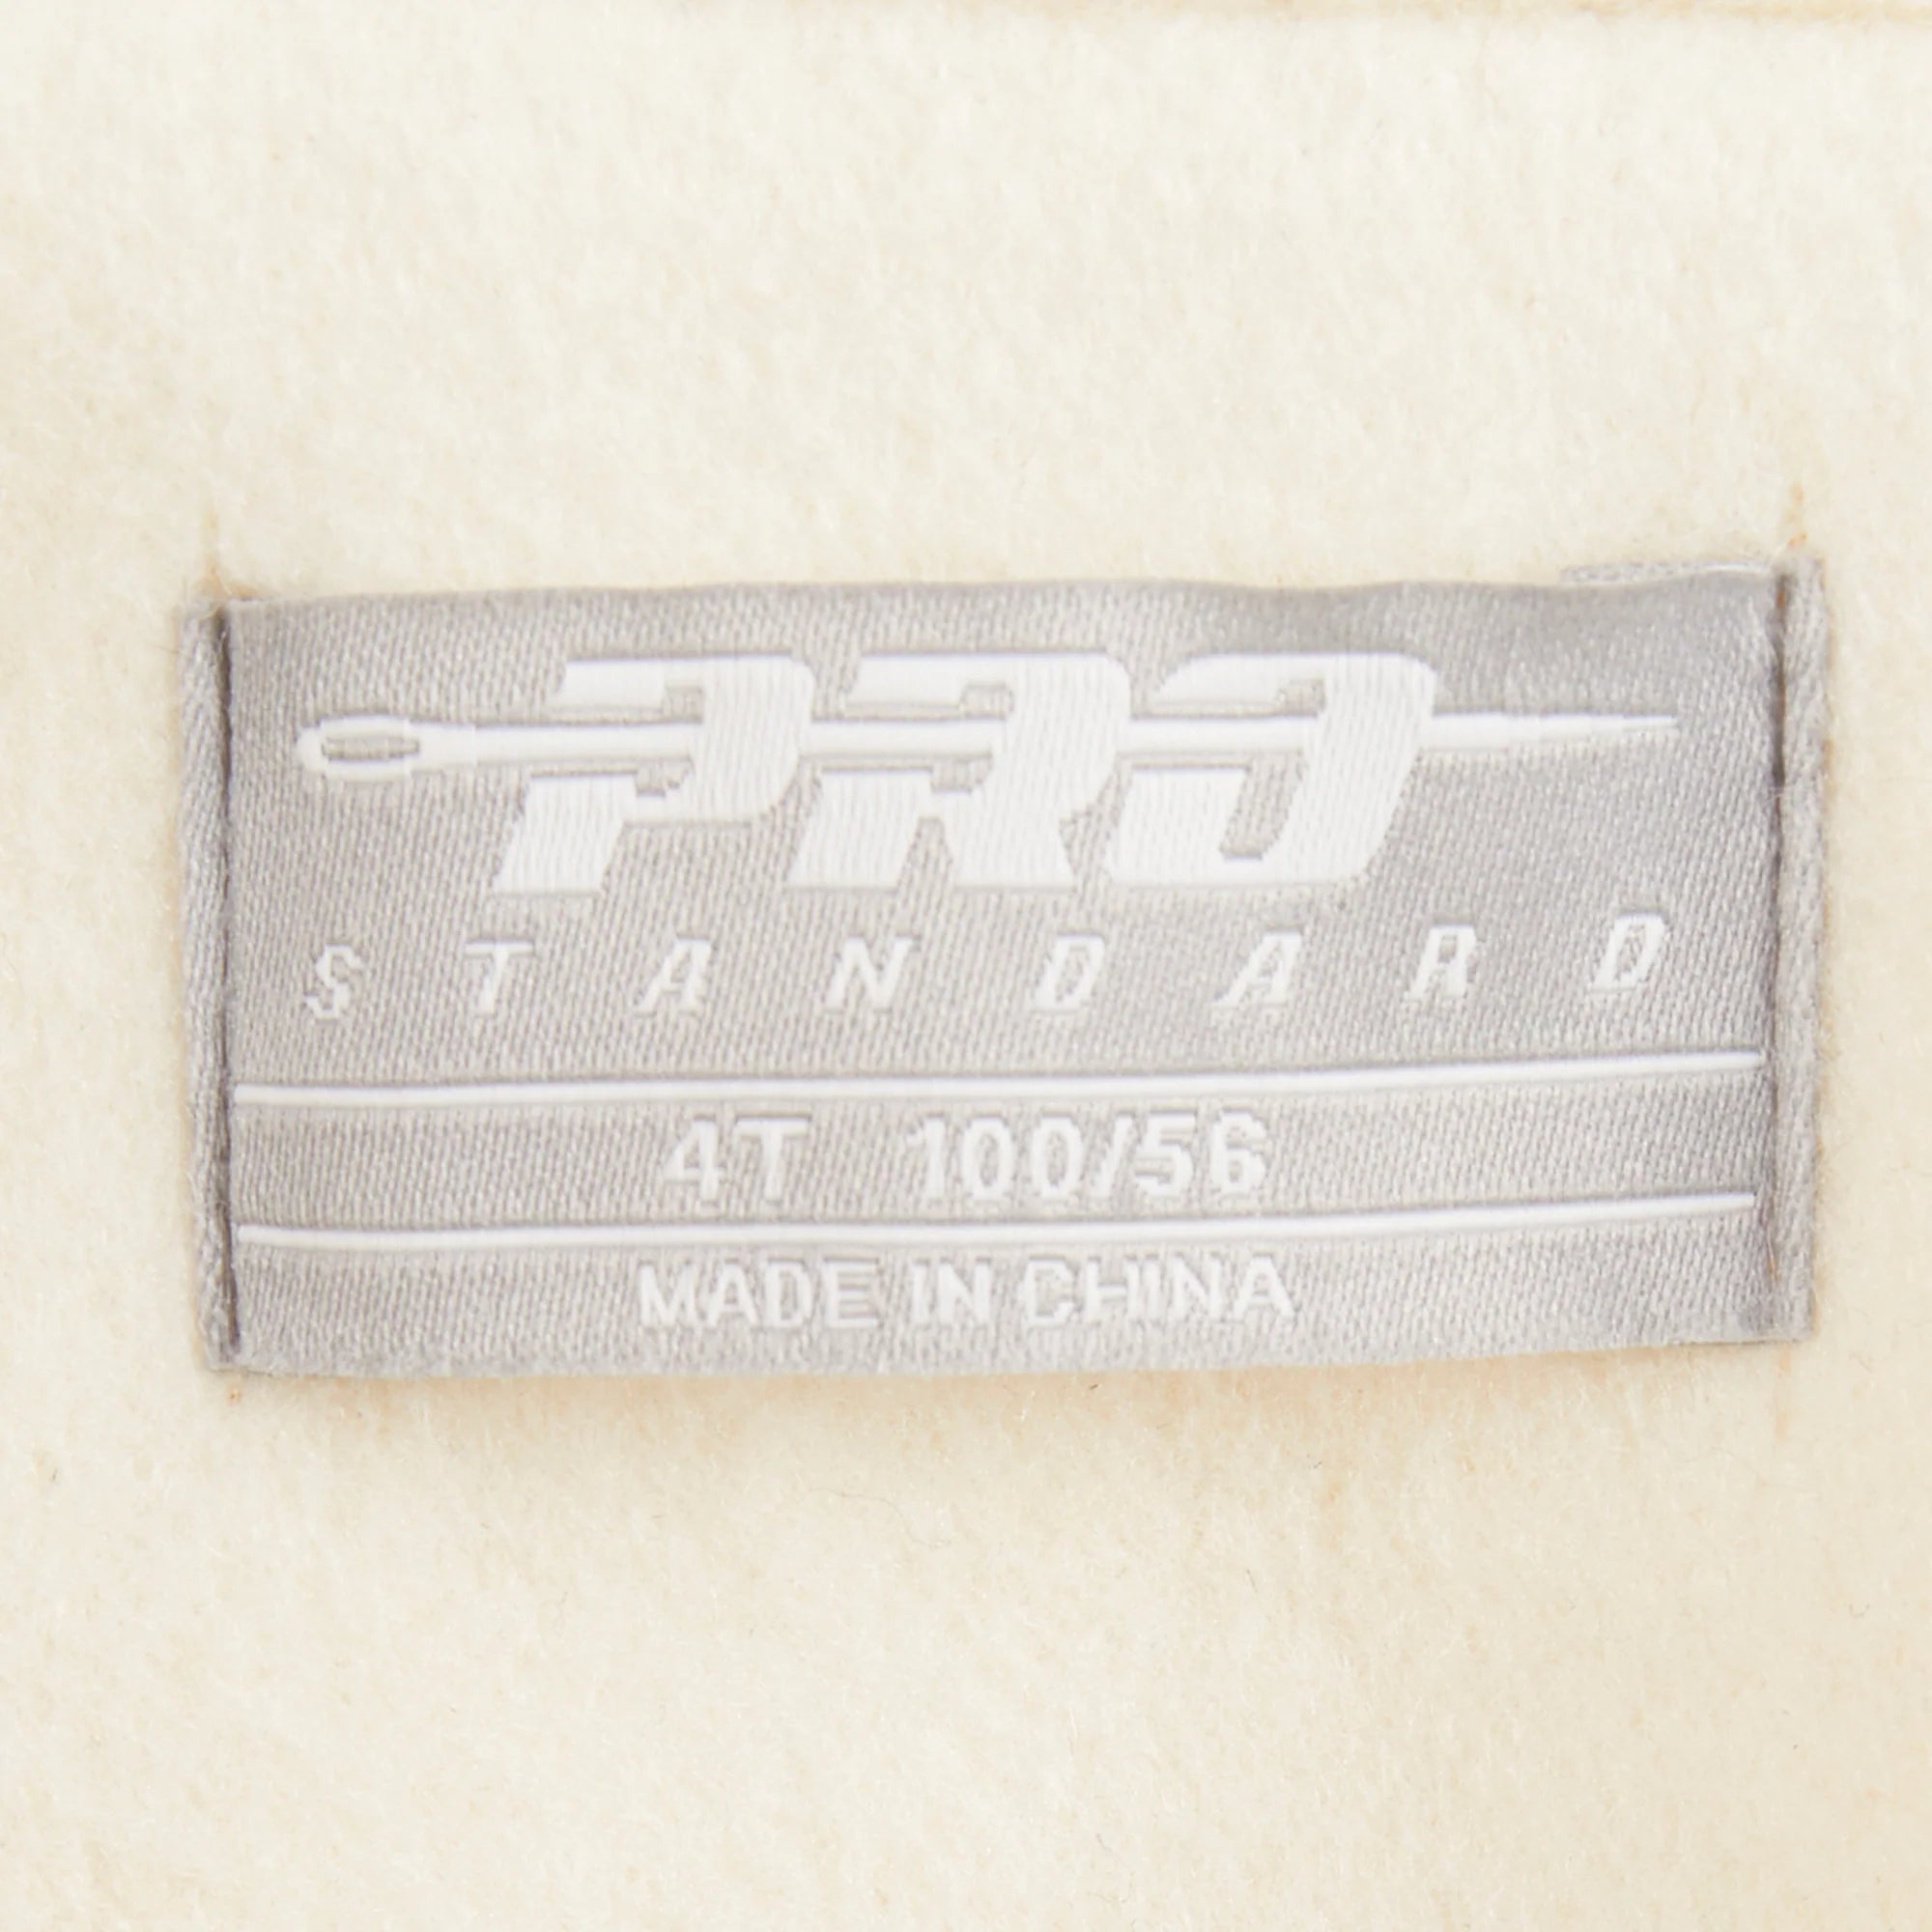 PRO
STANDARD
4T 100/56
MADE IN CHINA